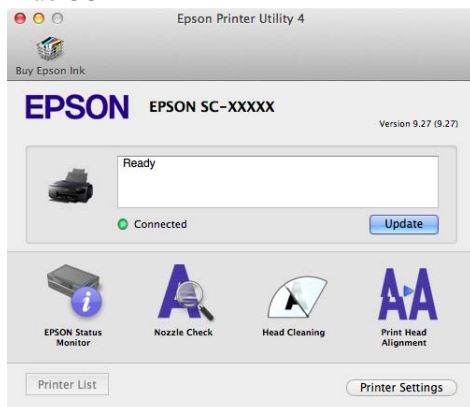 Epson Printer Utility 4
Buy Epson Ink
EPSON
EPSON SC-XXXXX
Version 9.27 (9.27)
Ready
Connected
Update
EPSON Status
Monitor
Nozzle Check
Head Cleaning
Print Head
Alignment
Printer List
Printer Settings